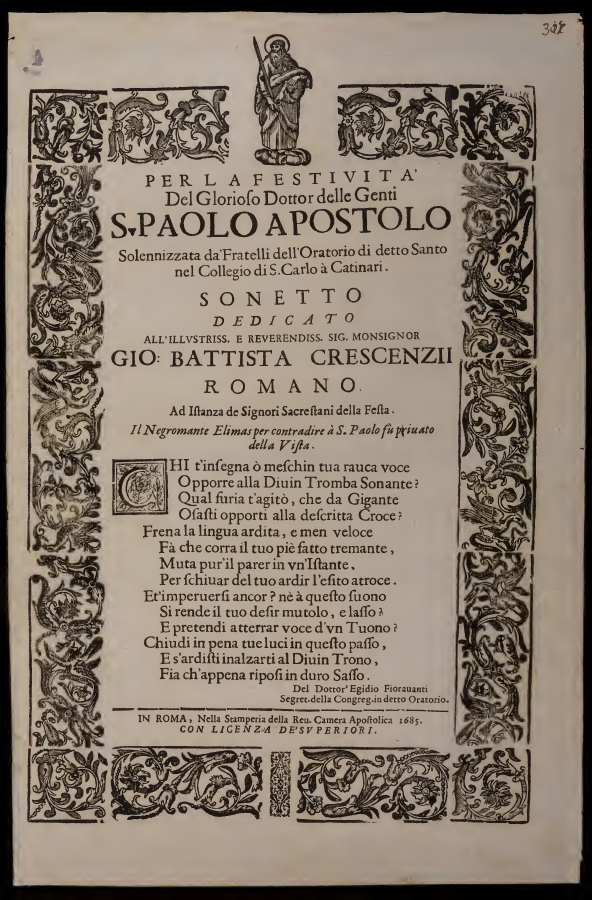 PER LA FESTIVITA'
Del Glorioſo Dottor delle Genti
S. PAOLO APOSTOLO
Solennizzata da'Fratelli dell'Oratorio di detto Santo
nel Collegio di S. Carlo à Catinari.
SONETTO
DEDICATO
ALL'ILLVSTRISS. E REVERENDISS. SIG. MONSIGNOR
GIO: BATTISTA CRESCENZII
ROMANO.
Ad Iſtanza de Signori Sacreſtani della Feſta.
Il Negromante Elimas per contradire à S. Paolo fù priuato
della Viſta.
CHI t'inſegna ò meſchin tua rauca voce
Opporre alla Diuin Tromba Sonante?
Qual furia t'agitò, che da Gigante
Oſaſti opporti alla deſcritta Croce?
Frena la lingua ardita, e men veloce
Fà che corra il tuo piè fatto tremante,
Muta pur'il parer in vn'Iſtante.
Per ſchiuar del tuo ardir l'eſito atroce.
Et'imperuerſi ancor? nè à queſto ſuono
Si rende il tuo deſir mutolo, e laſſo?
E pretendi atterrar voce d'vn Tuono?
Chiudi in pena tue luci in queſto paſſo,
E s'ardiſti inalzarti al Diuin Trono,
Fia ch'appena ripoſi in duro Saſſo.
Del Dottor' Egidio Fiorauanti
Segret. della Congreg. in detto Oratorio.
IN ROMA, Nella Stamperia della Reu. Camera Apoſtolica 1685.
CON LICENZA DE'SVPERIORI.